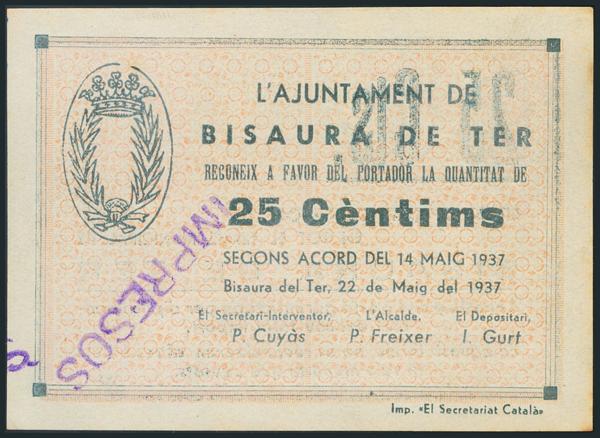 L'AJUNTAMENT DE
BISAURA DE TER
RECONEIX A FAVOR DEL PORTADOR LA QUANTITAT DE
25 Cèntims
SEGONS ACORD DEL 14 MAIG 1937
Bisaura del Ter, 22 de Maig del 1937
El Secretari-Interventor, L'Alcalde, El Depositari,
P. Cuyàs P. Freixer I. Gurt
IMPRESOS
Imp. «El Secretariat Català»